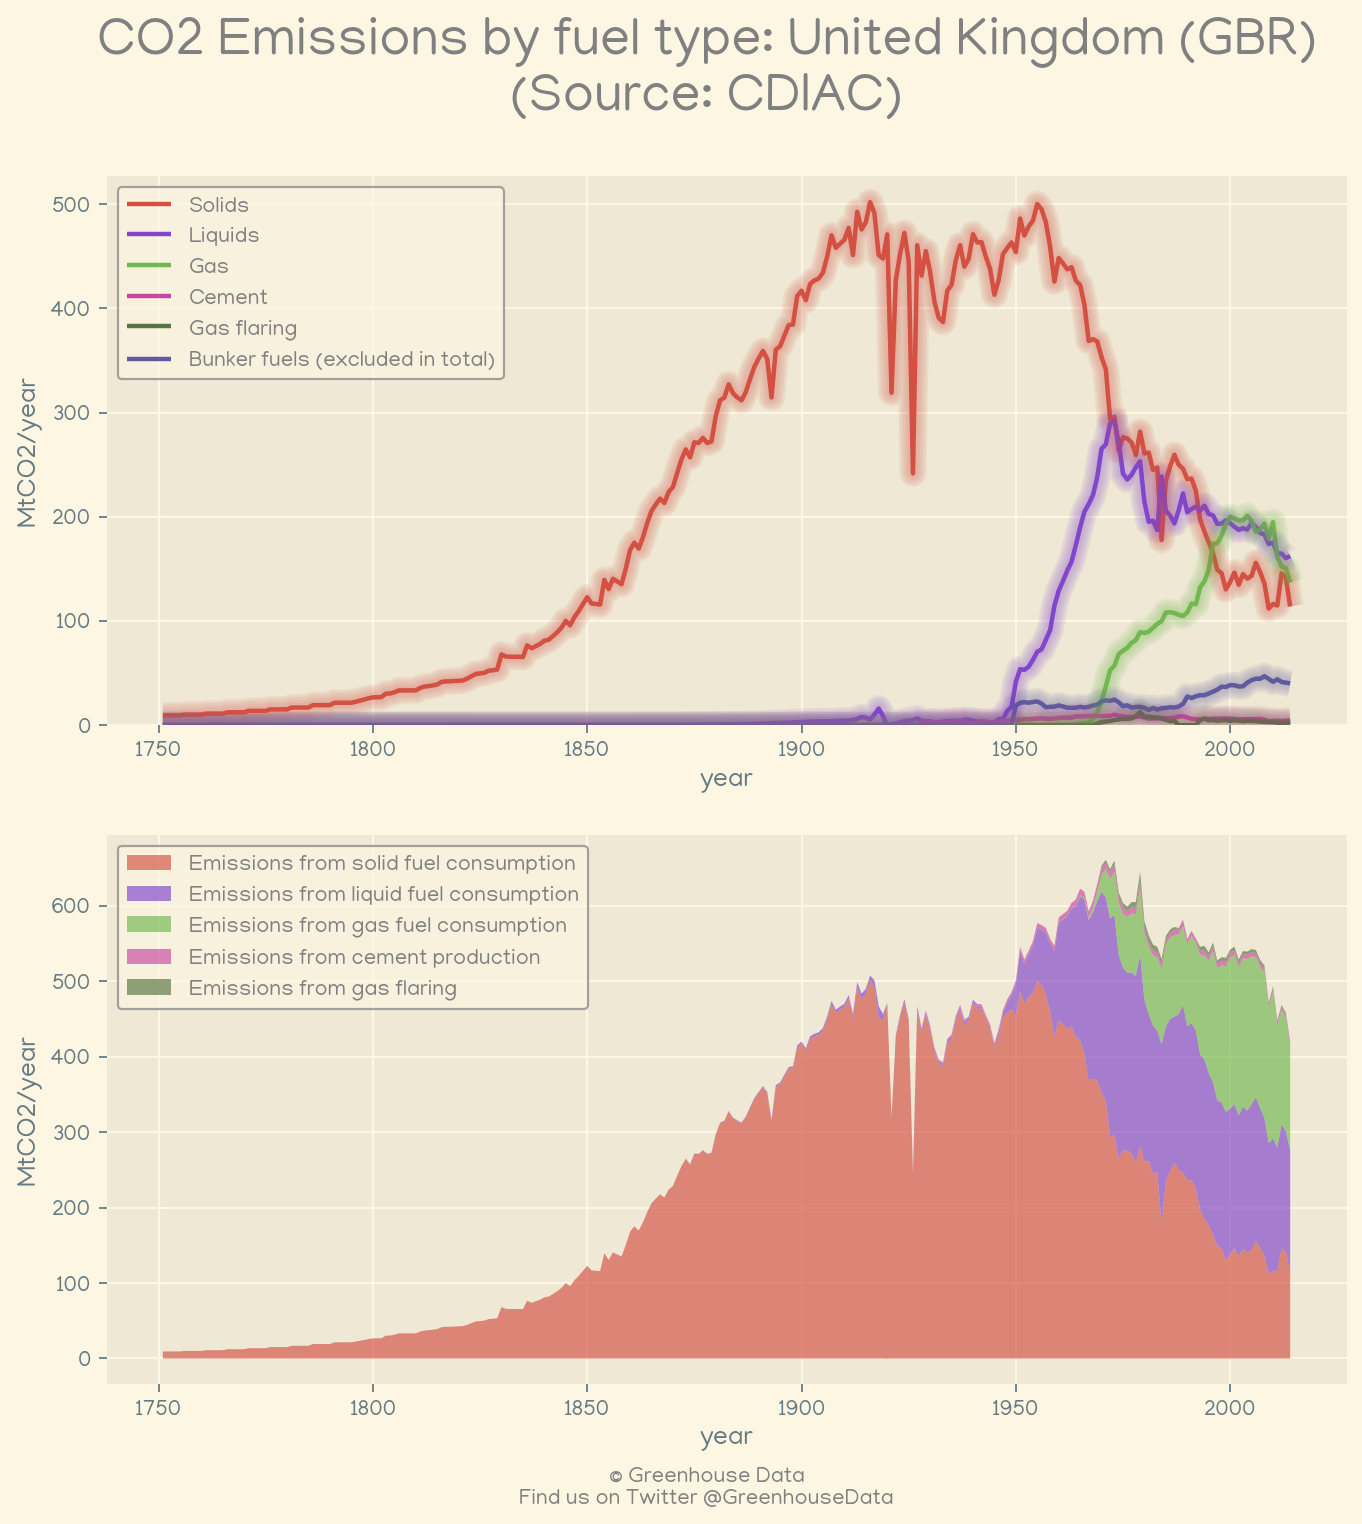 CO2 Emissions by fuel type: United Kingdom (GBR)
(Source: CDIAC)
Solids
Liquids
Gas
Cement
Gas flaring
Bunker fuels (excluded in total)
MtCO2/year
500
400
300
200
100
0
1750 1800 1850 1900 1950 2000
year
Emissions from solid fuel consumption
Emissions from liquid fuel consumption
Emissions from gas fuel consumption
Emissions from cement production
Emissions from gas flaring
MtCO2/year
600
500
400
300
200
100
0
1750 1800 1850 1900 1950 2000
year
© Greenhouse Data
Find us on Twitter @GreenhouseData